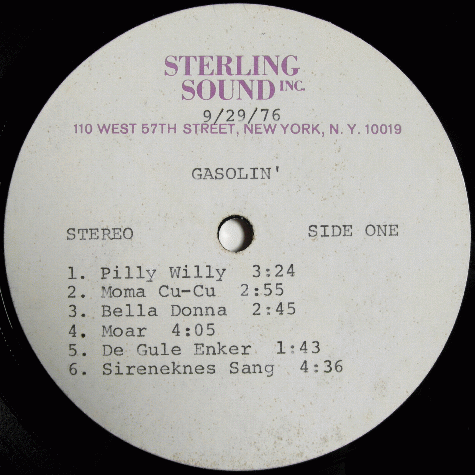 STERLING
SOUND INC.
9/29/76
110 WEST 57TH STREET, NEW YORK, N. Y. 10019
GASOLIN'
STEREO
SIDE ONE
1. Pilly Willy 3:24
2. Moma Cu-Cu 2:55
3. Bella Donna 2:45
4. Moar 4:05
5. De Gule Enker 1:43
6. Sireneknes Sang 4:36